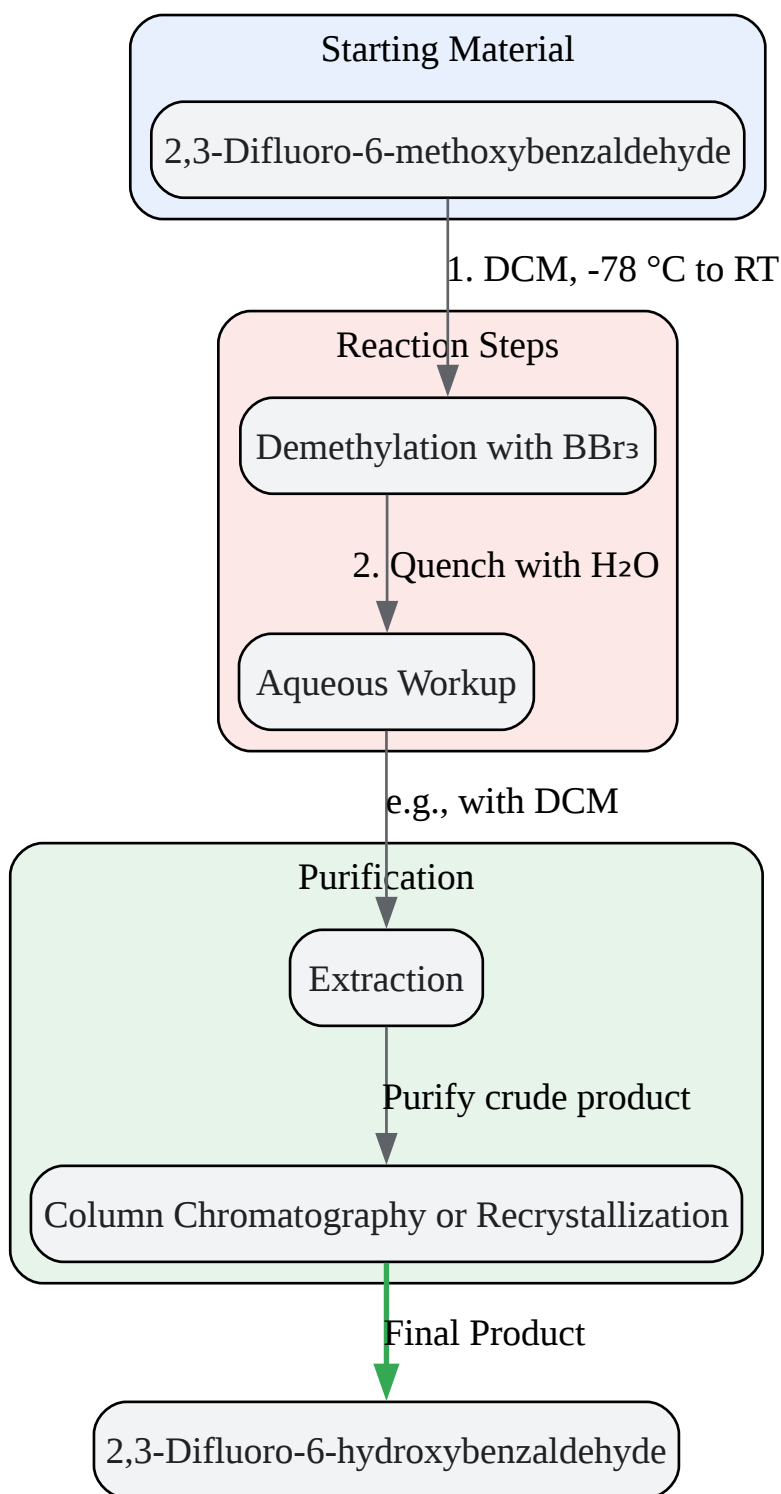 Starting Material
2,3-Difluoro-6-methoxybenzaldehyde
1. DCM, -78 °C to RT
Reaction Steps
Demethylation with BBr₃
2. Quench with H₂O
Aqueous Workup
e.g., with DCM
Purification
Extraction
Purify crude product
Column Chromatography or Recrystallization
Final Product
2,3-Difluoro-6-hydroxybenzaldehyde